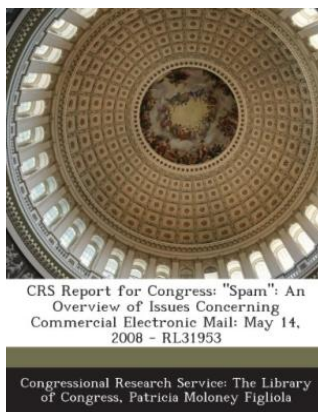 CRS Report for Congress: "Spam": An
Overview of Issues Concerning
Commercial Electronic Mail: May 14,
2008 - RL31953
Congressional Research Service: The Library
of Congress, Patricia Moloney Figliola